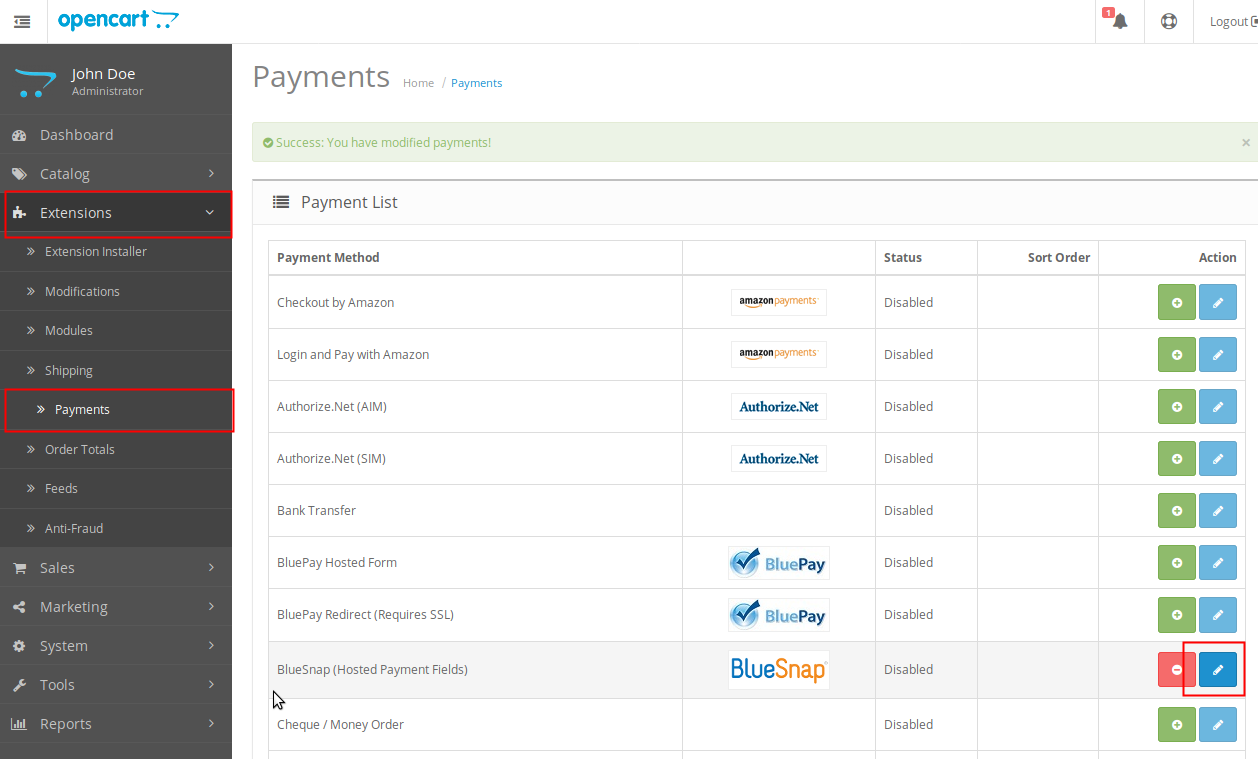 opencart
1
Logout
John Doe
Administrator
Dashboard
Catalog
Extensions
Extension Installer
Modifications
Modules
Shipping
Payments
Order Totals
Feeds
Anti-Fraud
Sales
Marketing
System
Tools
Reports
Payments Home / Payments
Success: You have modified payments! ×
Payment List
Payment Method Status Sort Order Action
Checkout by Amazon amazon payments Disabled
Login and Pay with Amazon amazon payments Disabled
Authorize.Net (AIM) Authorize.Net Disabled
Authorize.Net (SIM) Authorize.Net Disabled
Bank Transfer Disabled
BluePay Hosted Form BluePay Disabled
BluePay Redirect (Requires SSL) BluePay Disabled
BlueSnap (Hosted Payment Fields) BlueSnap Disabled
Cheque / Money Order Disabled